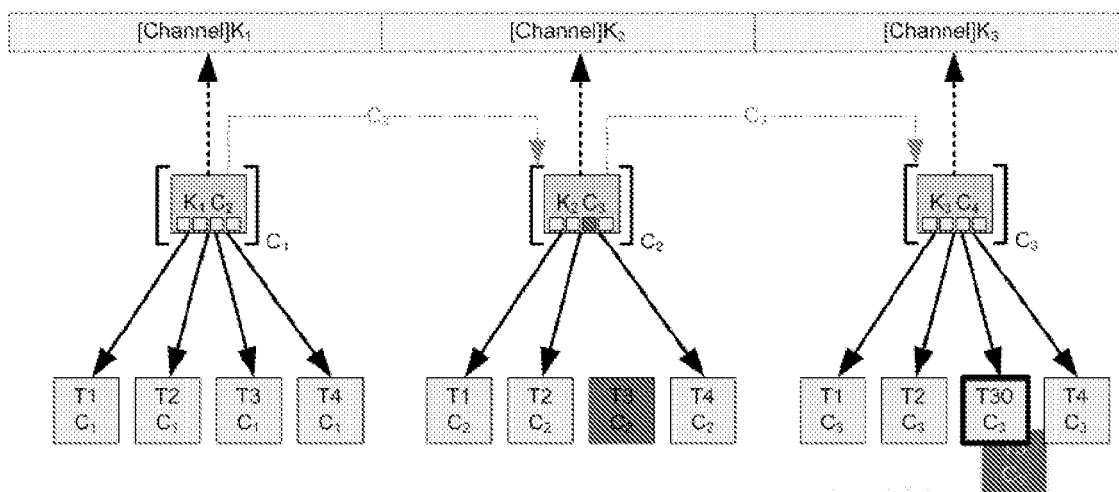 [Channel]K₁ [Channel]K₂ [Channel]K₃
C₂ C₃
K₁ C₂ K₂ C₃ K₃ C₄
C₁ C₂ C₃
T1 T2 T3 T4 T1 T2 T3 T4 T1 T2 T30 T4
C₁ C₁ C₁ C₁ C₂ C₂ C₂ C₃ C₃ C₃ C₃